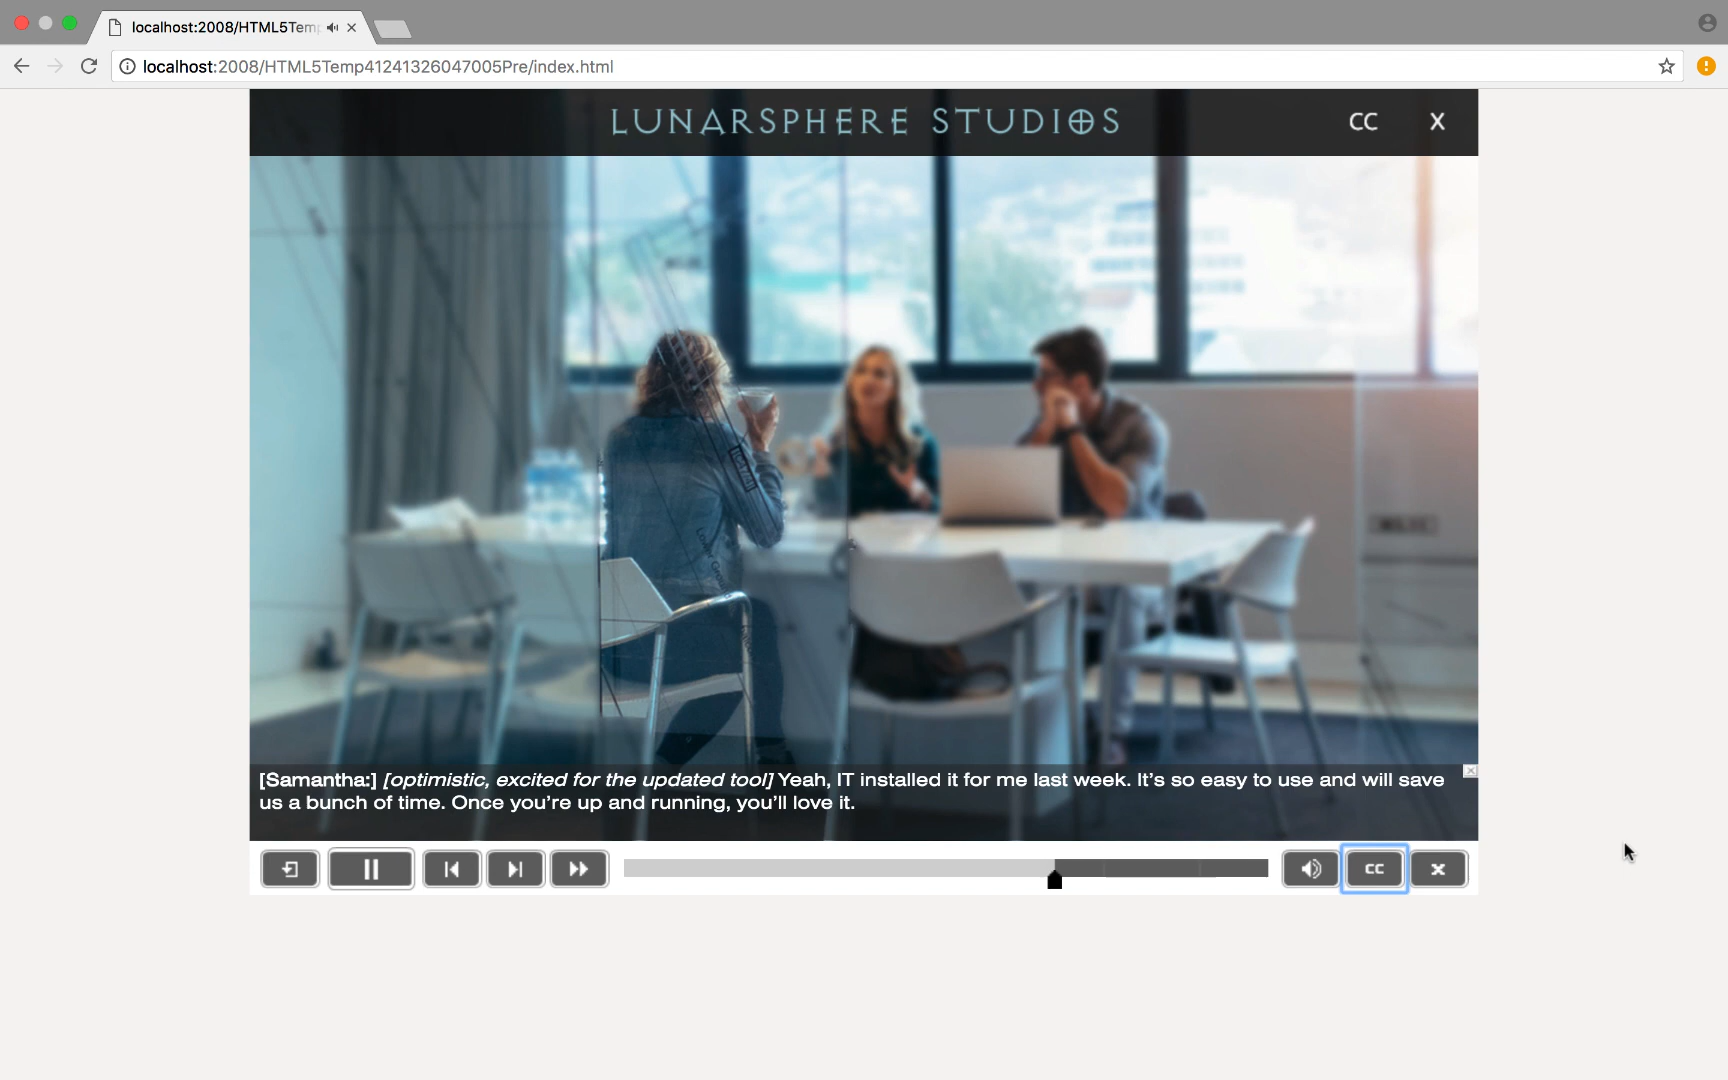 localhost:2008/HTML5Tem
localhost:2008/HTML5Temp41241326047005Pre/index.html
LUNARSPHERE STUDIOS
CC X
[Samantha:] [optimistic, excited for the updated tool] Yeah, IT installed it for me last week. It’s so easy to use and will save
us a bunch of time. Once you’re up and running, you’ll love it.
CC